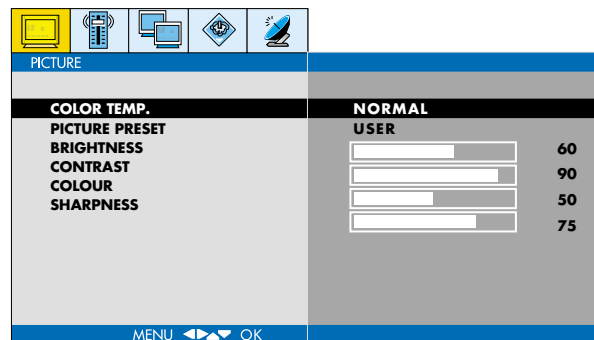 PICTURE
COLOR TEMP. NORMAL
PICTURE PRESET USER
BRIGHTNESS 60
CONTRAST 90
COLOUR 50
SHARPNESS 75
MENU OK